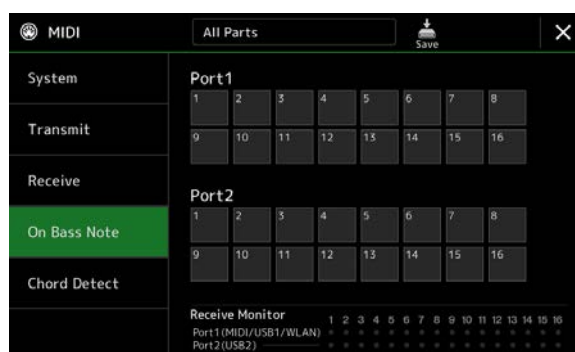 MIDI
All Parts
Save
System
Transmit
Receive
On Bass Note
Chord Detect
Port1
1 2 3 4 5 6 7 8
9 10 11 12 13 14 15 16
Port2
1 2 3 4 5 6 7 8
9 10 11 12 13 14 15 16
Receive Monitor 1 2 3 4 5 6 7 8 9 10 11 12 13 14 15 16
Port1(MIDI/USB1/WLAN)
Port2(USB2)